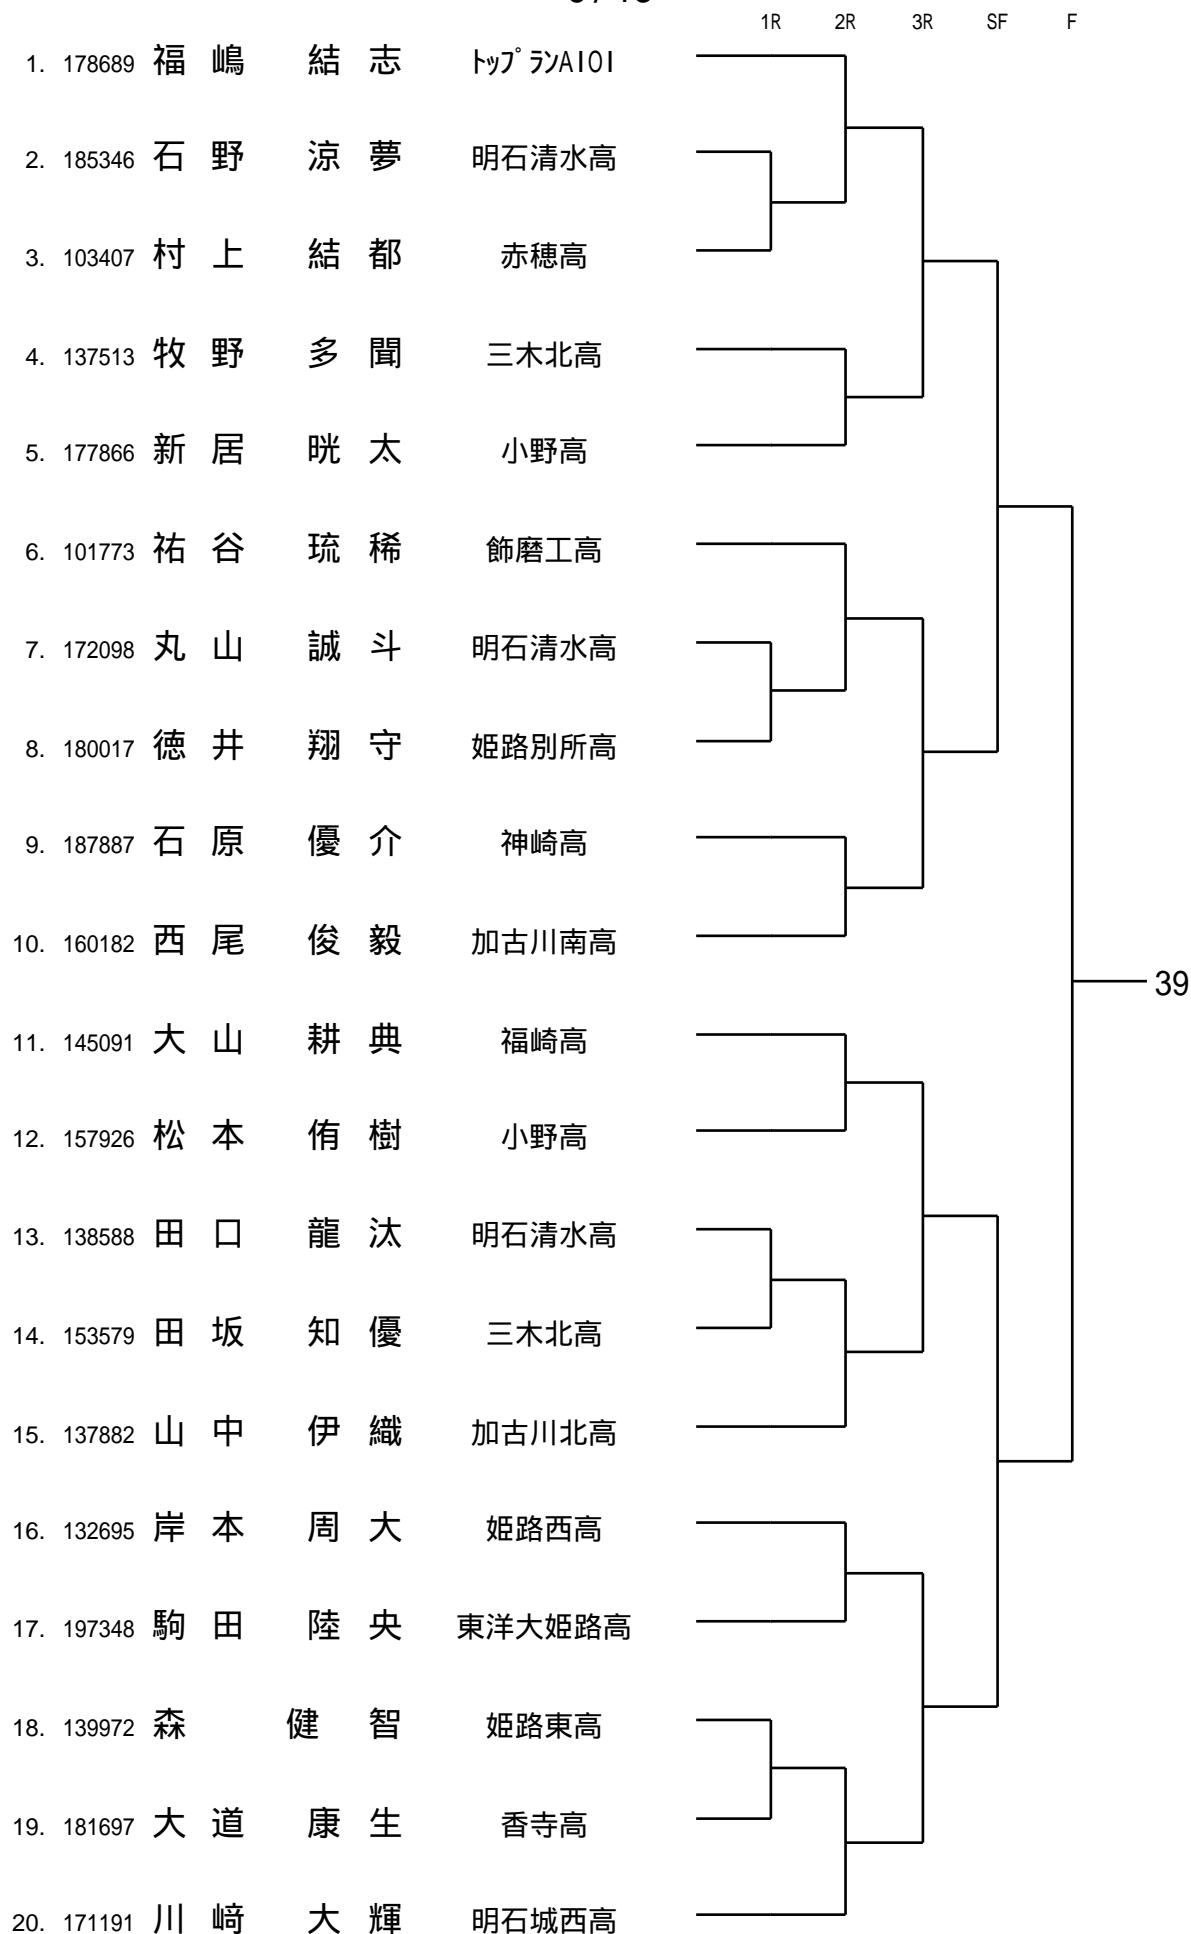 1R 2R 3R SF F
1. 178689 福嶋 結志 ﾄｯﾌﾟﾗﾝAIOI
2. 185346 石野 涼夢 明石清水高
3. 103407 村上 結都 赤穂高
4. 137513 牧野 多聞 三木北高
5. 177866 新居 晄太 小野高
6. 101773 祐谷 琉稀 飾磨工高
7. 172098 丸山 誠斗 明石清水高
8. 180017 徳井 翔守 姫路別所高
9. 187887 石原 優介 神崎高
10. 160182 西尾 俊毅 加古川南高
39
11. 145091 大山 耕典 福崎高
12. 157926 松本 侑樹 小野高
13. 138588 田口 龍汰 明石清水高
14. 153579 田坂 知優 三木北高
15. 137882 山中 伊織 加古川北高
16. 132695 岸本 周大 姫路西高
17. 197348 駒田 陸央 東洋大姫路高
18. 139972 森 健智 姫路東高
19. 181697 大道 康生 香寺高
20. 171191 川﨑 大輝 明石城西高